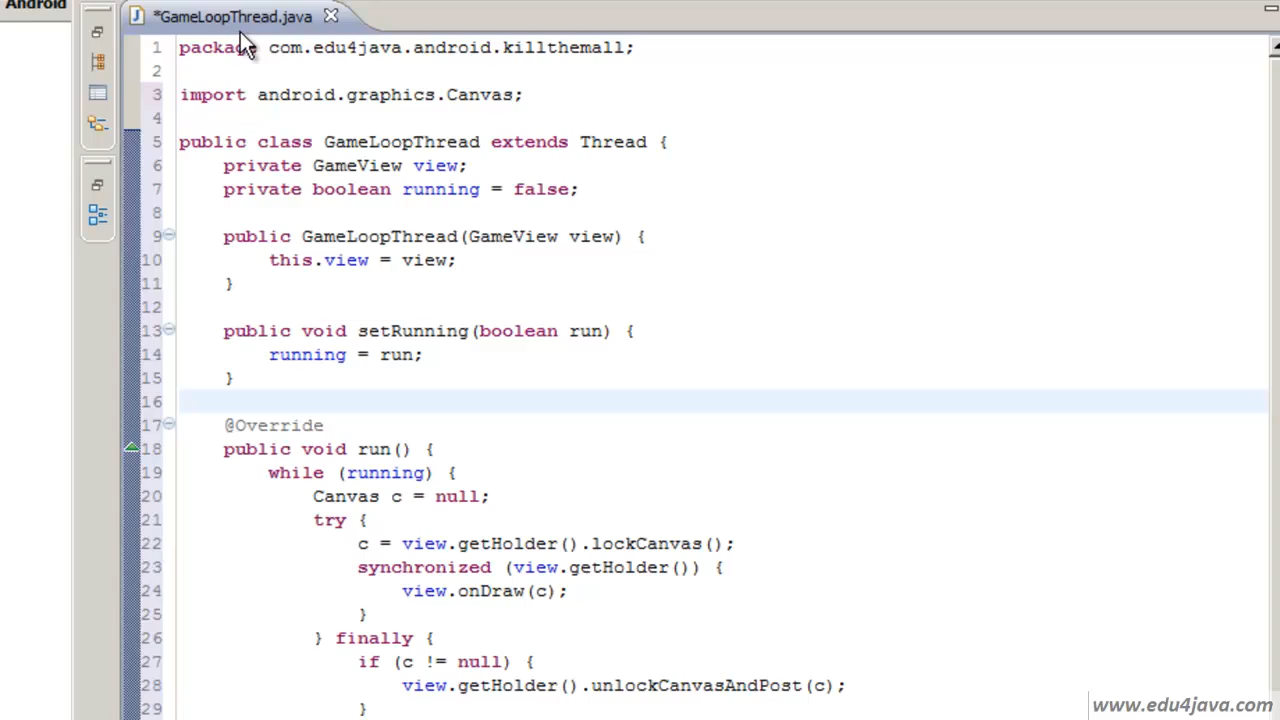 Android
*GameLoopThread.java
1 package com.edu4java.android.killthemall;
2
3 import android.graphics.Canvas;
4
5 public class GameLoopThread extends Thread {
6 private GameView view;
7 private boolean running = false;
8
9 public GameLoopThread(GameView view) {
10 this.view = view;
11 }
12
13 public void setRunning(boolean run) {
14 running = run;
15 }
16
17 @Override
18 public void run() {
19 while (running) {
20 Canvas c = null;
21 try {
22 c = view.getHolder().lockCanvas();
23 synchronized (view.getHolder()) {
24 view.onDraw(c);
25 }
26 } finally {
27 if (c != null) {
28 view.getHolder().unlockCanvasAndPost(c);
29 }
www.edu4java.com